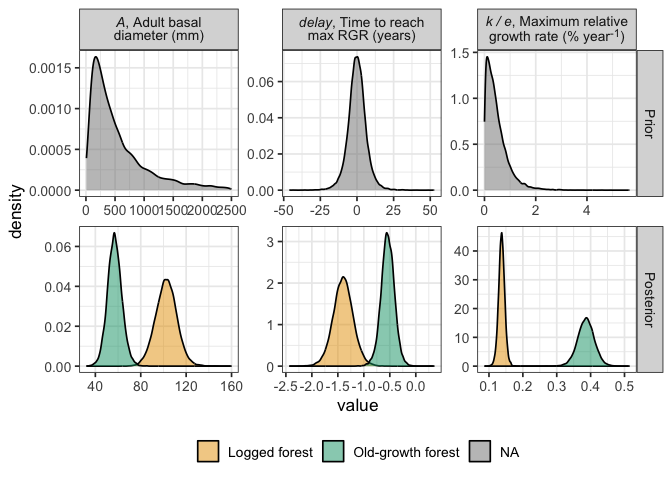 A, Adult basal
diameter (mm)
delay, Time to reach
max RGR (years)
k / e, Maximum relative
growth rate (% year⁻¹)
0.0015
0.0010
0.0005
0.0000
0 500 1000 1500 2000 2500
0.06
0.04
0.02
0.00
-50 -25 0 25 50
1.5
1.0
0.5
0.0
0 2 4
Prior
density
0.06
0.04
0.02
0.00
40 80 120 160
3
2
1
0
-2.5 -2.0 -1.5 -1.0 -0.5 0.0
40
30
20
10
0
0.1 0.2 0.3 0.4 0.5
Posterior
value
Logged forest Old-growth forest NA